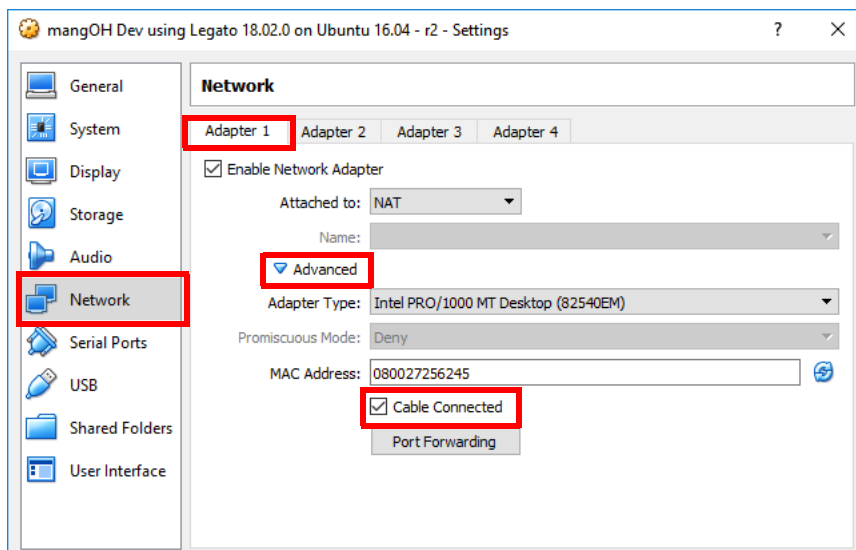 mangOH Dev using Legato 18.02.0 on Ubuntu 16.04 - r2 - Settings
?
General
System
Display
Storage
Audio
Network
Serial Ports
USB
Shared Folders
User Interface
Network
Adapter 1 Adapter 2 Adapter 3 Adapter 4
Enable Network Adapter
Attached to: NAT
Name:
Advanced
Adapter Type: Intel PRO/1000 MT Desktop (82540EM)
Promiscuous Mode: Deny
MAC Address: 080027256245
Cable Connected
Port Forwarding